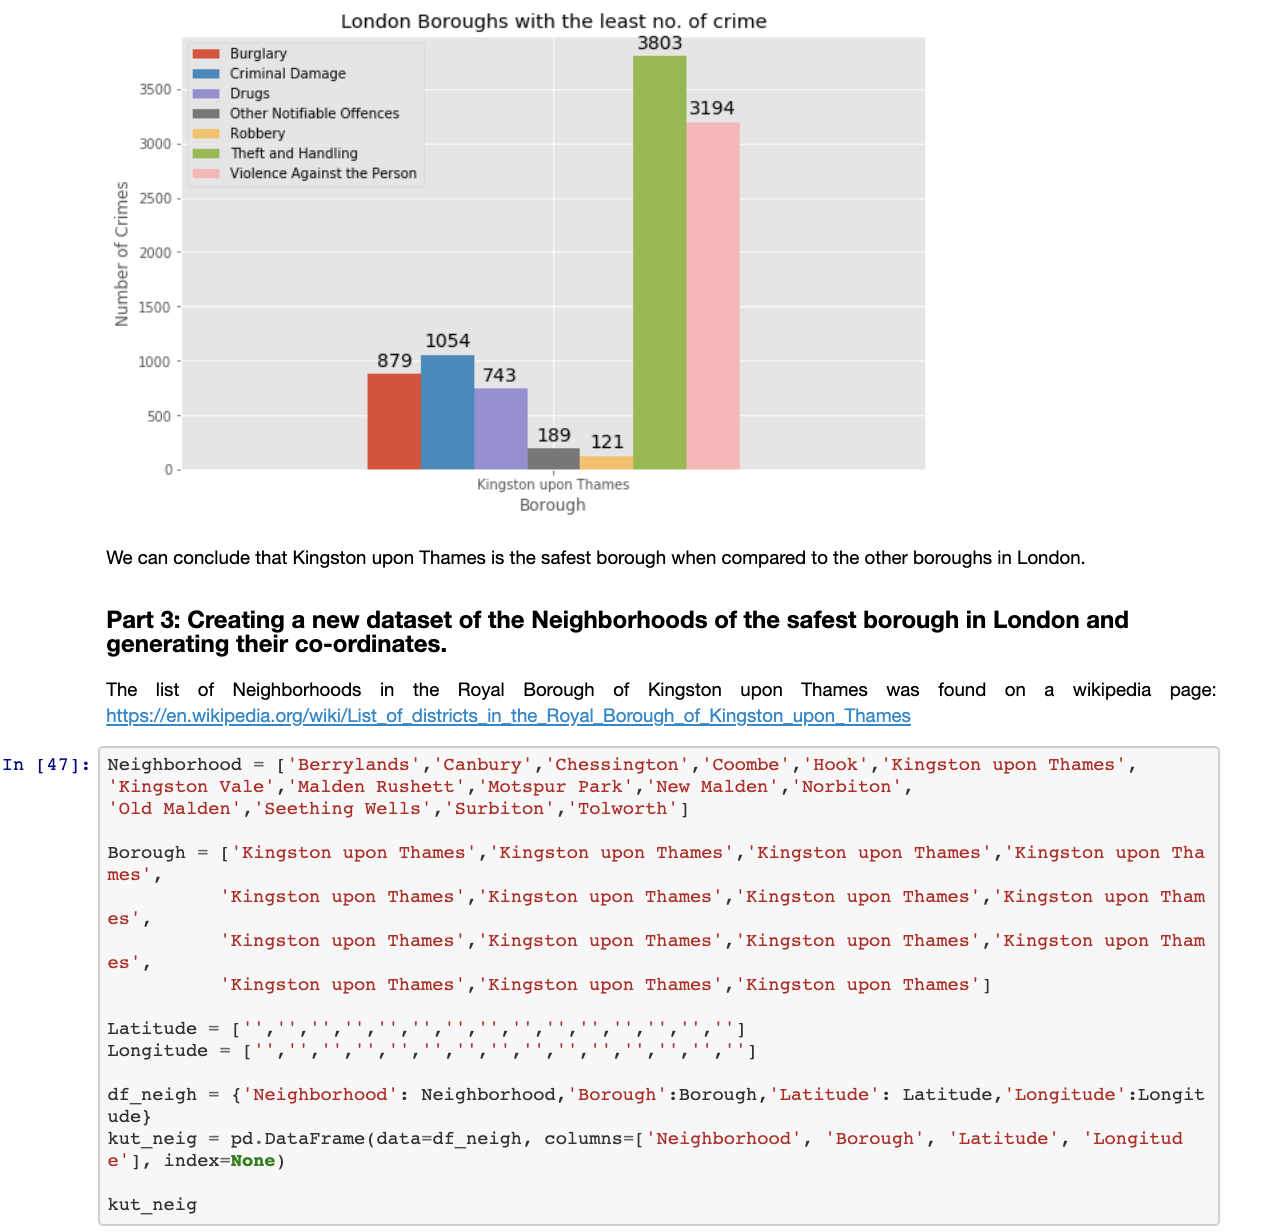 London Boroughs with the least no. of crime
Burglary
Criminal Damage
Drugs
Other Notifiable Offences
Robbery
Theft and Handling
Violence Against the Person
3500
3000
2500
2000
1500
1000
500
0
Number of Crimes
879
1054
743
189
121
3803
3194
Kingston upon Thames
Borough
We can conclude that Kingston upon Thames is the safest borough when compared to the other boroughs in London.
Part 3: Creating a new dataset of the Neighborhoods of the safest borough in London and
generating their co-ordinates.
The list of Neighborhoods in the Royal Borough of Kingston upon Thames was found on a wikipedia page:
https://en.wikipedia.org/wiki/List_of_districts_in_the_Royal_Borough_of_Kingston_upon_Thames
In [47]:
Neighborhood = ['Berrylands','Canbury','Chessington','Coombe','Hook','Kingston upon Thames',
'Kingston Vale','Malden Rushett','Motspur Park','New Malden','Norbiton',
'Old Malden','Seething Wells','Surbiton','Tolworth']
Borough = ['Kingston upon Thames','Kingston upon Thames','Kingston upon Thames','Kingston upon Tha
mes',
'Kingston upon Thames','Kingston upon Thames','Kingston upon Thames','Kingston upon Tham
es',
'Kingston upon Thames','Kingston upon Thames','Kingston upon Thames','Kingston upon Tham
es',
'Kingston upon Thames','Kingston upon Thames','Kingston upon Thames']
Latitude = ['','','','','','','','','','','','','','','']
Longitude = ['','','','','','','','','','','','','','','']
df_neigh = {'Neighborhood': Neighborhood,'Borough':Borough,'Latitude': Latitude,'Longitude':Longit
ude}
kut_neig = pd.DataFrame(data=df_neigh, columns=['Neighborhood', 'Borough', 'Latitude', 'Longitud
e'], index=None)
kut_neig